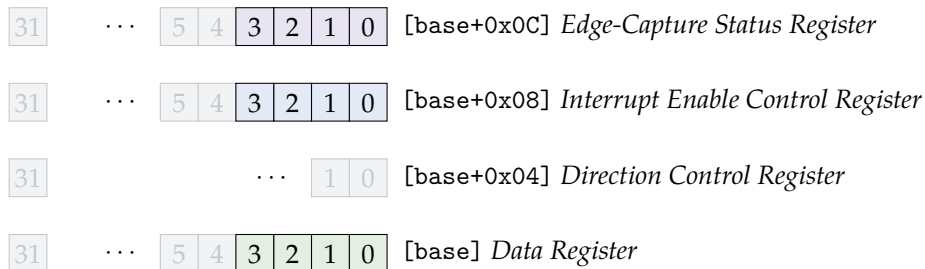 31 ··· 5 4 3 2 1 0 [base+0x0C] Edge-Capture Status Register
31 ··· 5 4 3 2 1 0 [base+0x08] Interrupt Enable Control Register
31 ··· 1 0 [base+0x04] Direction Control Register
31 ··· 5 4 3 2 1 0 [base] Data Register